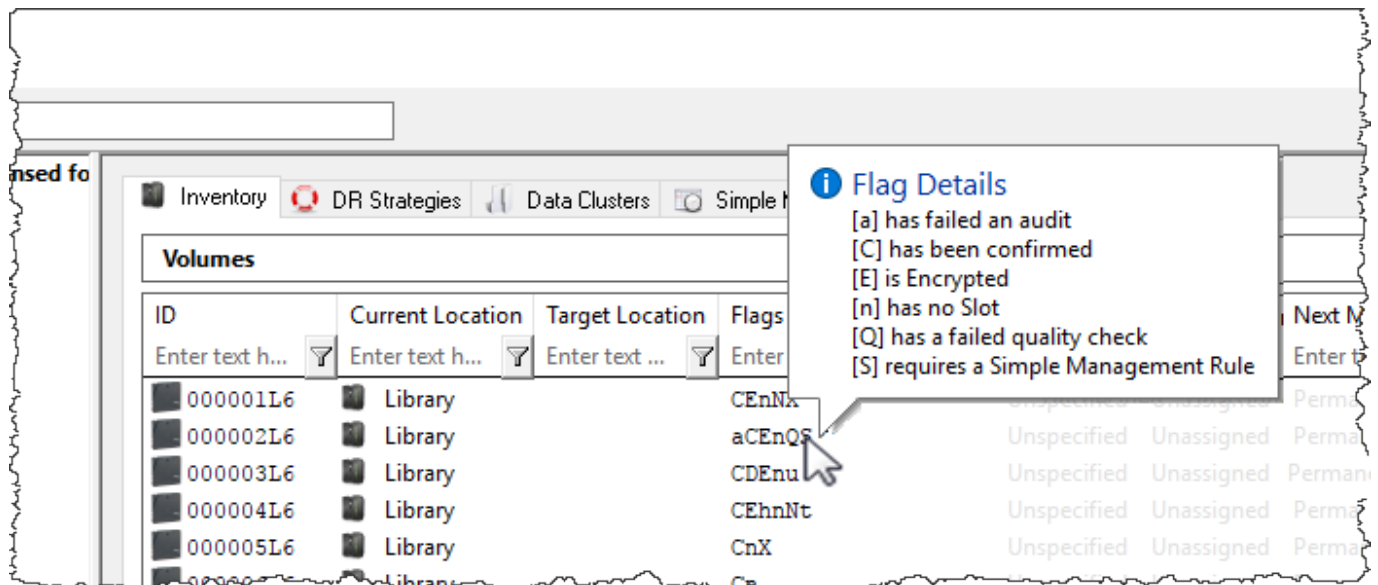 nsed fo
Inventory DR Strategies Data Clusters Simple
Flag Details
[a] has failed an audit
[C] has been confirmed
[E] is Encrypted
[n] has no Slot
[Q] has a failed quality check
[S] requires a Simple Management Rule
Volumes
ID Current Location Target Location Flags Next
Enter text h... Enter text h... Enter text ... Enter Enter
000001L6 Library CEnNX Unspecified Unassigned Perma
000002L6 Library aCEnQS Unspecified Unassigned Perma
000003L6 Library CDEnu Unspecified Unassigned Permane
000004L6 Library CEhnNt Unspecified Unassigned Perma
000005L6 Library CnX Unspecified Unassigned Perma
Library